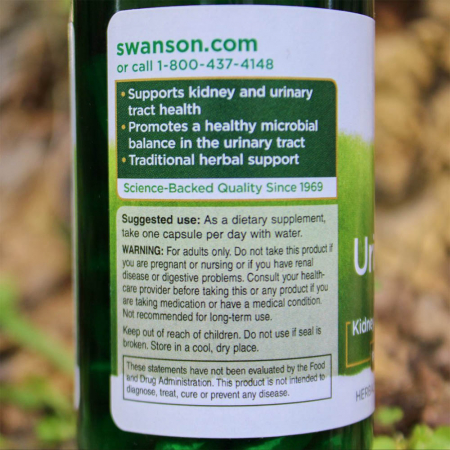 swanson.com
or call 1-800-437-4148
• Supports kidney and urinary
tract health
• Promotes a healthy microbial
balance in the urinary tract
• Traditional herbal support
Science-Backed Quality Since 1969
Suggested use: As a dietary supplement,
take one capsule per day with water.
WARNING: For adults only. Do not take this product if
you are pregnant or nursing or if you have renal
disease or digestive problems. Consult your health-
care provider before taking this or any product if you
are taking medication or have a medical condition.
Not recommended for long-term use.
Keep out of reach of children. Do not use if seal is
broken. Store in a cool, dry place.
These statements have not been evaluated by the Food
and Drug Administration. This product is not intended to
diagnose, treat, cure or prevent any disease.